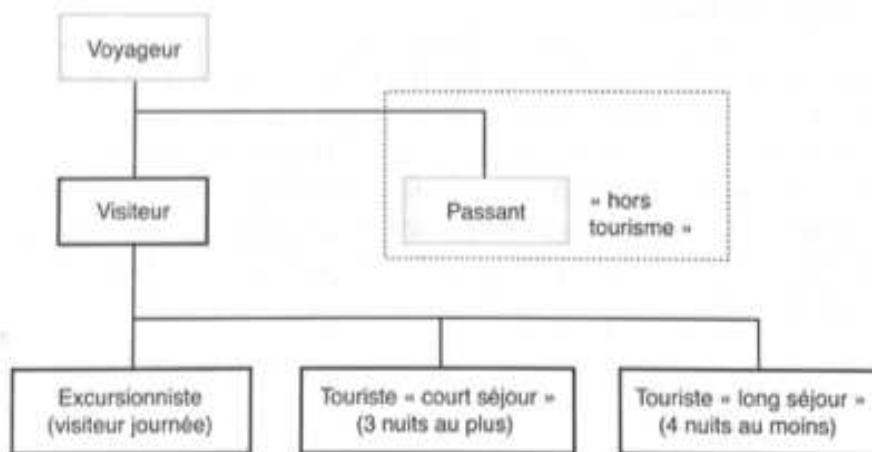 Voyageur
Visiteur
Passant
« hors
tourisme »
Excursionniste
(visiteur journée)
Touriste « court séjour »
(3 nuits au plus)
Touriste « long séjour »
(4 nuits au moins)